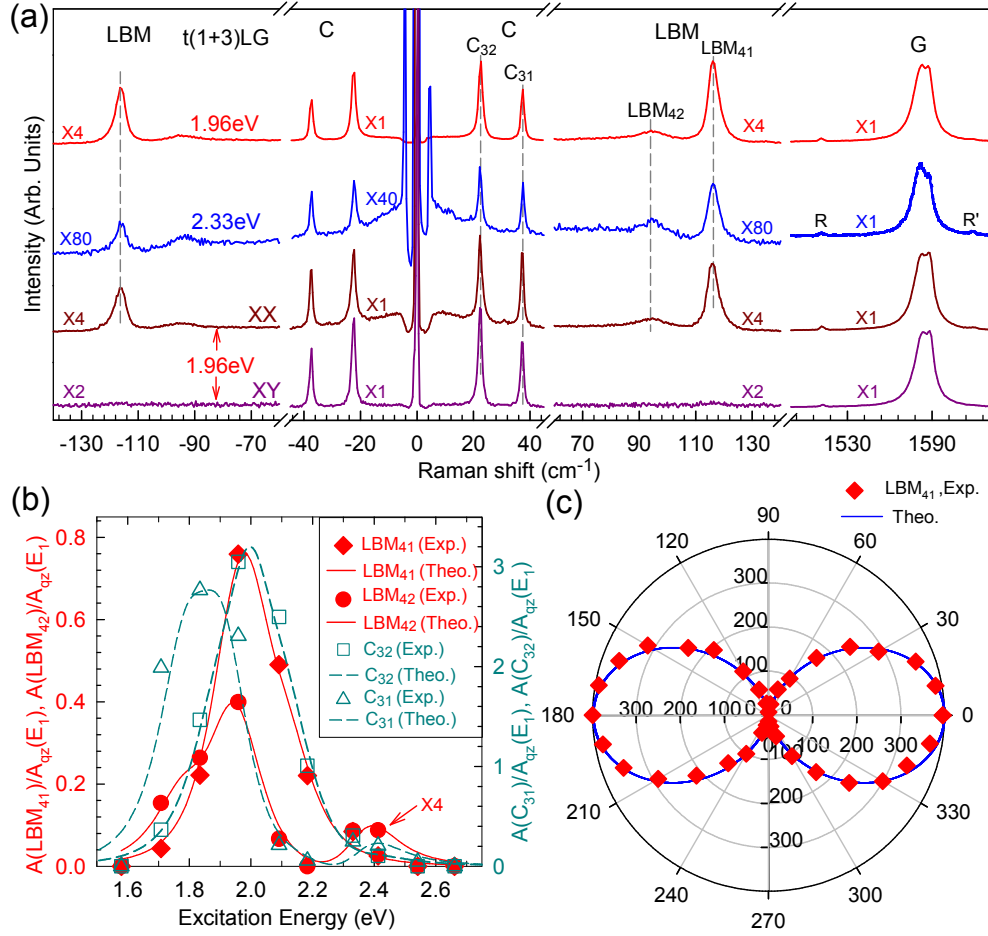 (a)
LBM t(1+3)LG C C LBM LBM41 G
C32
C31
LBM42
X4 1.96eV X1 X4 X1
X80 2.33eV X40 X80 R X1 R'
X4 XX X1 X4 X1
1.96eV
X2 XY X1 X2 X1
Intensity (Arb. Units)
-130 -110 -90 -70 -40 -20 0 20 40 70 90 110 130 1530 1590
Raman shift (cm-1)
(b)
A(LBM41)/Aqz(E1), A(LBM42)/Aqz(E1)
0.8
0.6
0.4
0.2
0.0
LBM41 (Exp.)
LBM41 (Theo.)
LBM42 (Exp.)
LBM42 (Theo.)
C32 (Exp.)
C32 (Theo.)
C31 (Exp.)
C31 (Theo.)
X4
3
2
1
0
A(C31)/Aqz(E1), A(C32)/Aqz(E1)
1.6 1.8 2.0 2.2 2.4 2.6
Excitation Energy (eV)
(c)
LBM41 ,Exp.
Theo.
90
120 60
300
150 200 30
100
0
180 300 200 100 0 0 100 200 300 0
-100
210 -200 330
-300
240 300
270